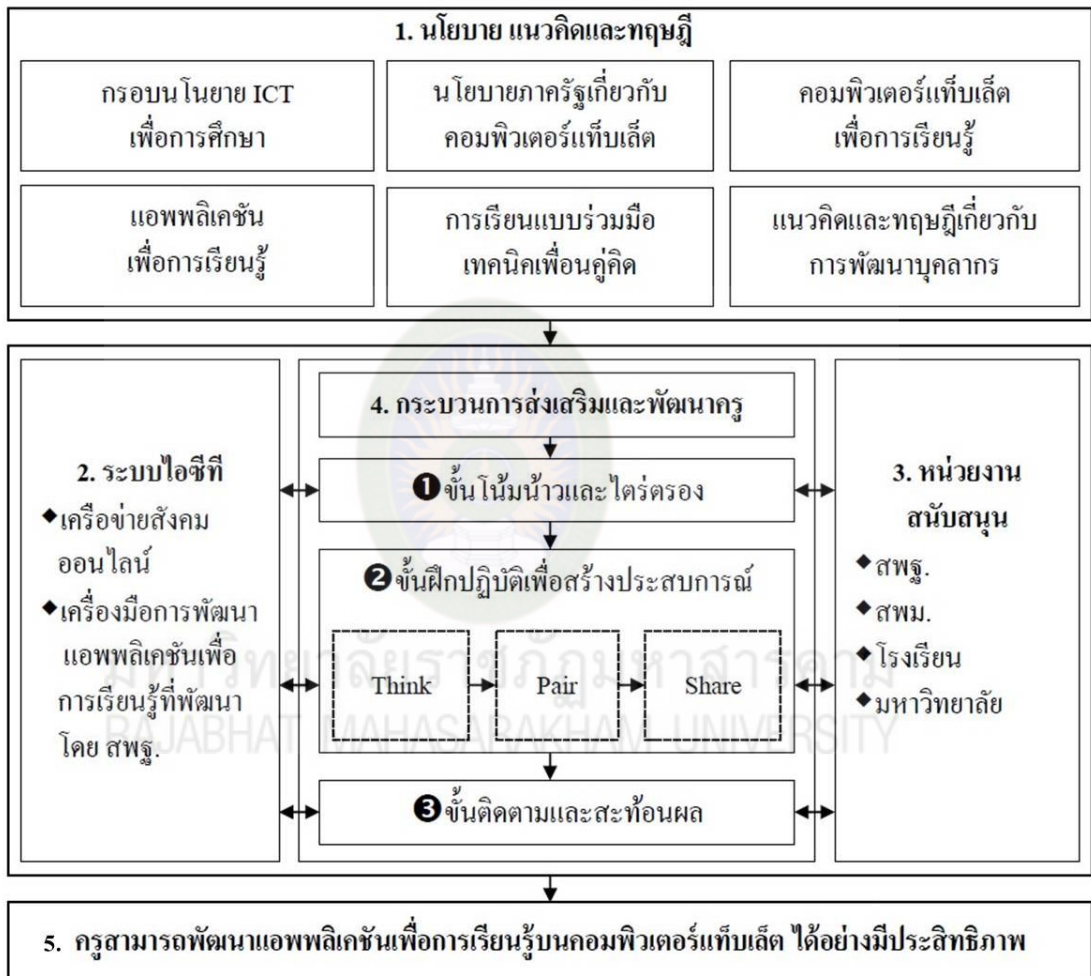 1. นโยบาย แนวคิดและทฤษฎี
กรอบนโนยาย ICT
เพื่อการศึกษา
นโยบายภาครัฐเกี่ยวกับ
คอมพิวเตอร์แท็บเล็ต
คอมพิวเตอร์แท็บเล็ต
เพื่อการเรียนรู้
แอพพลิเคชัน
เพื่อการเรียนรู้
การเรียนแบบร่วมมือ
เทคนิคเพื่อนคู่คิด
แนวคิดและทฤษฎีเกี่ยวกับ
การพัฒนาบุคลากร
2. ระบบไอซีที
◆เครือข่ายสังคม
ออนไลน์
◆เครื่องมือการพัฒนา
แอพพลิเคชันเพื่อ
การเรียนรู้ที่พัฒนา
โดย สพฐ.
4. กระบวนการส่งเสริมและพัฒนาครู
❶ขั้นโน้มน้าวและไตร่ตรอง
❷ขั้นฝึกปฏิบัติเพื่อสร้างประสบการณ์
Think
Pair
Share
❸ขั้นติดตามและสะท้อนผล
3. หน่วยงาน
สนับสนุน
◆สพฐ.
◆สพม.
◆โรงเรียน
◆มหาวิทยาลัย
มหาวิทยาลัยราชภัฏมหาสารคาม
RAJABHAT MAHASARAKHAM UNIVERSITY
5. ครูสามารถพัฒนาแอพพลิเคชันเพื่อการเรียนรู้บนคอมพิวเตอร์แท็บเล็ต ได้อย่างมีประสิทธิภาพ